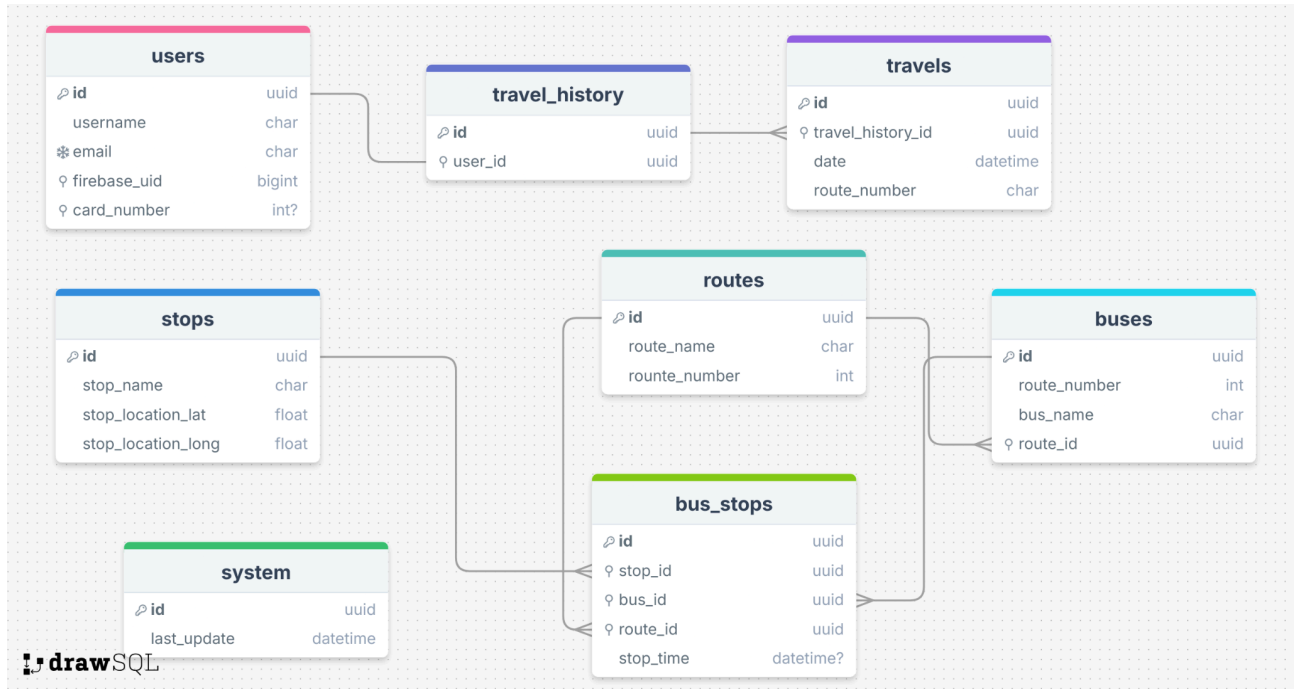 users
id uuid
username char
email char
firebase_uid bigint
card_number int?
travel_history
id uuid
user_id uuid
travels
id uuid
travel_history_id uuid
date datetime
route_number char
stops
id uuid
stop_name char
stop_location_lat float
stop_location_long float
routes
id uuid
route_name char
rounte_number int
buses
id uuid
route_number int
bus_name char
route_id uuid
bus_stops
id uuid
stop_id uuid
bus_id uuid
route_id uuid
stop_time datetime?
system
id uuid
last_update datetime
drawSQL